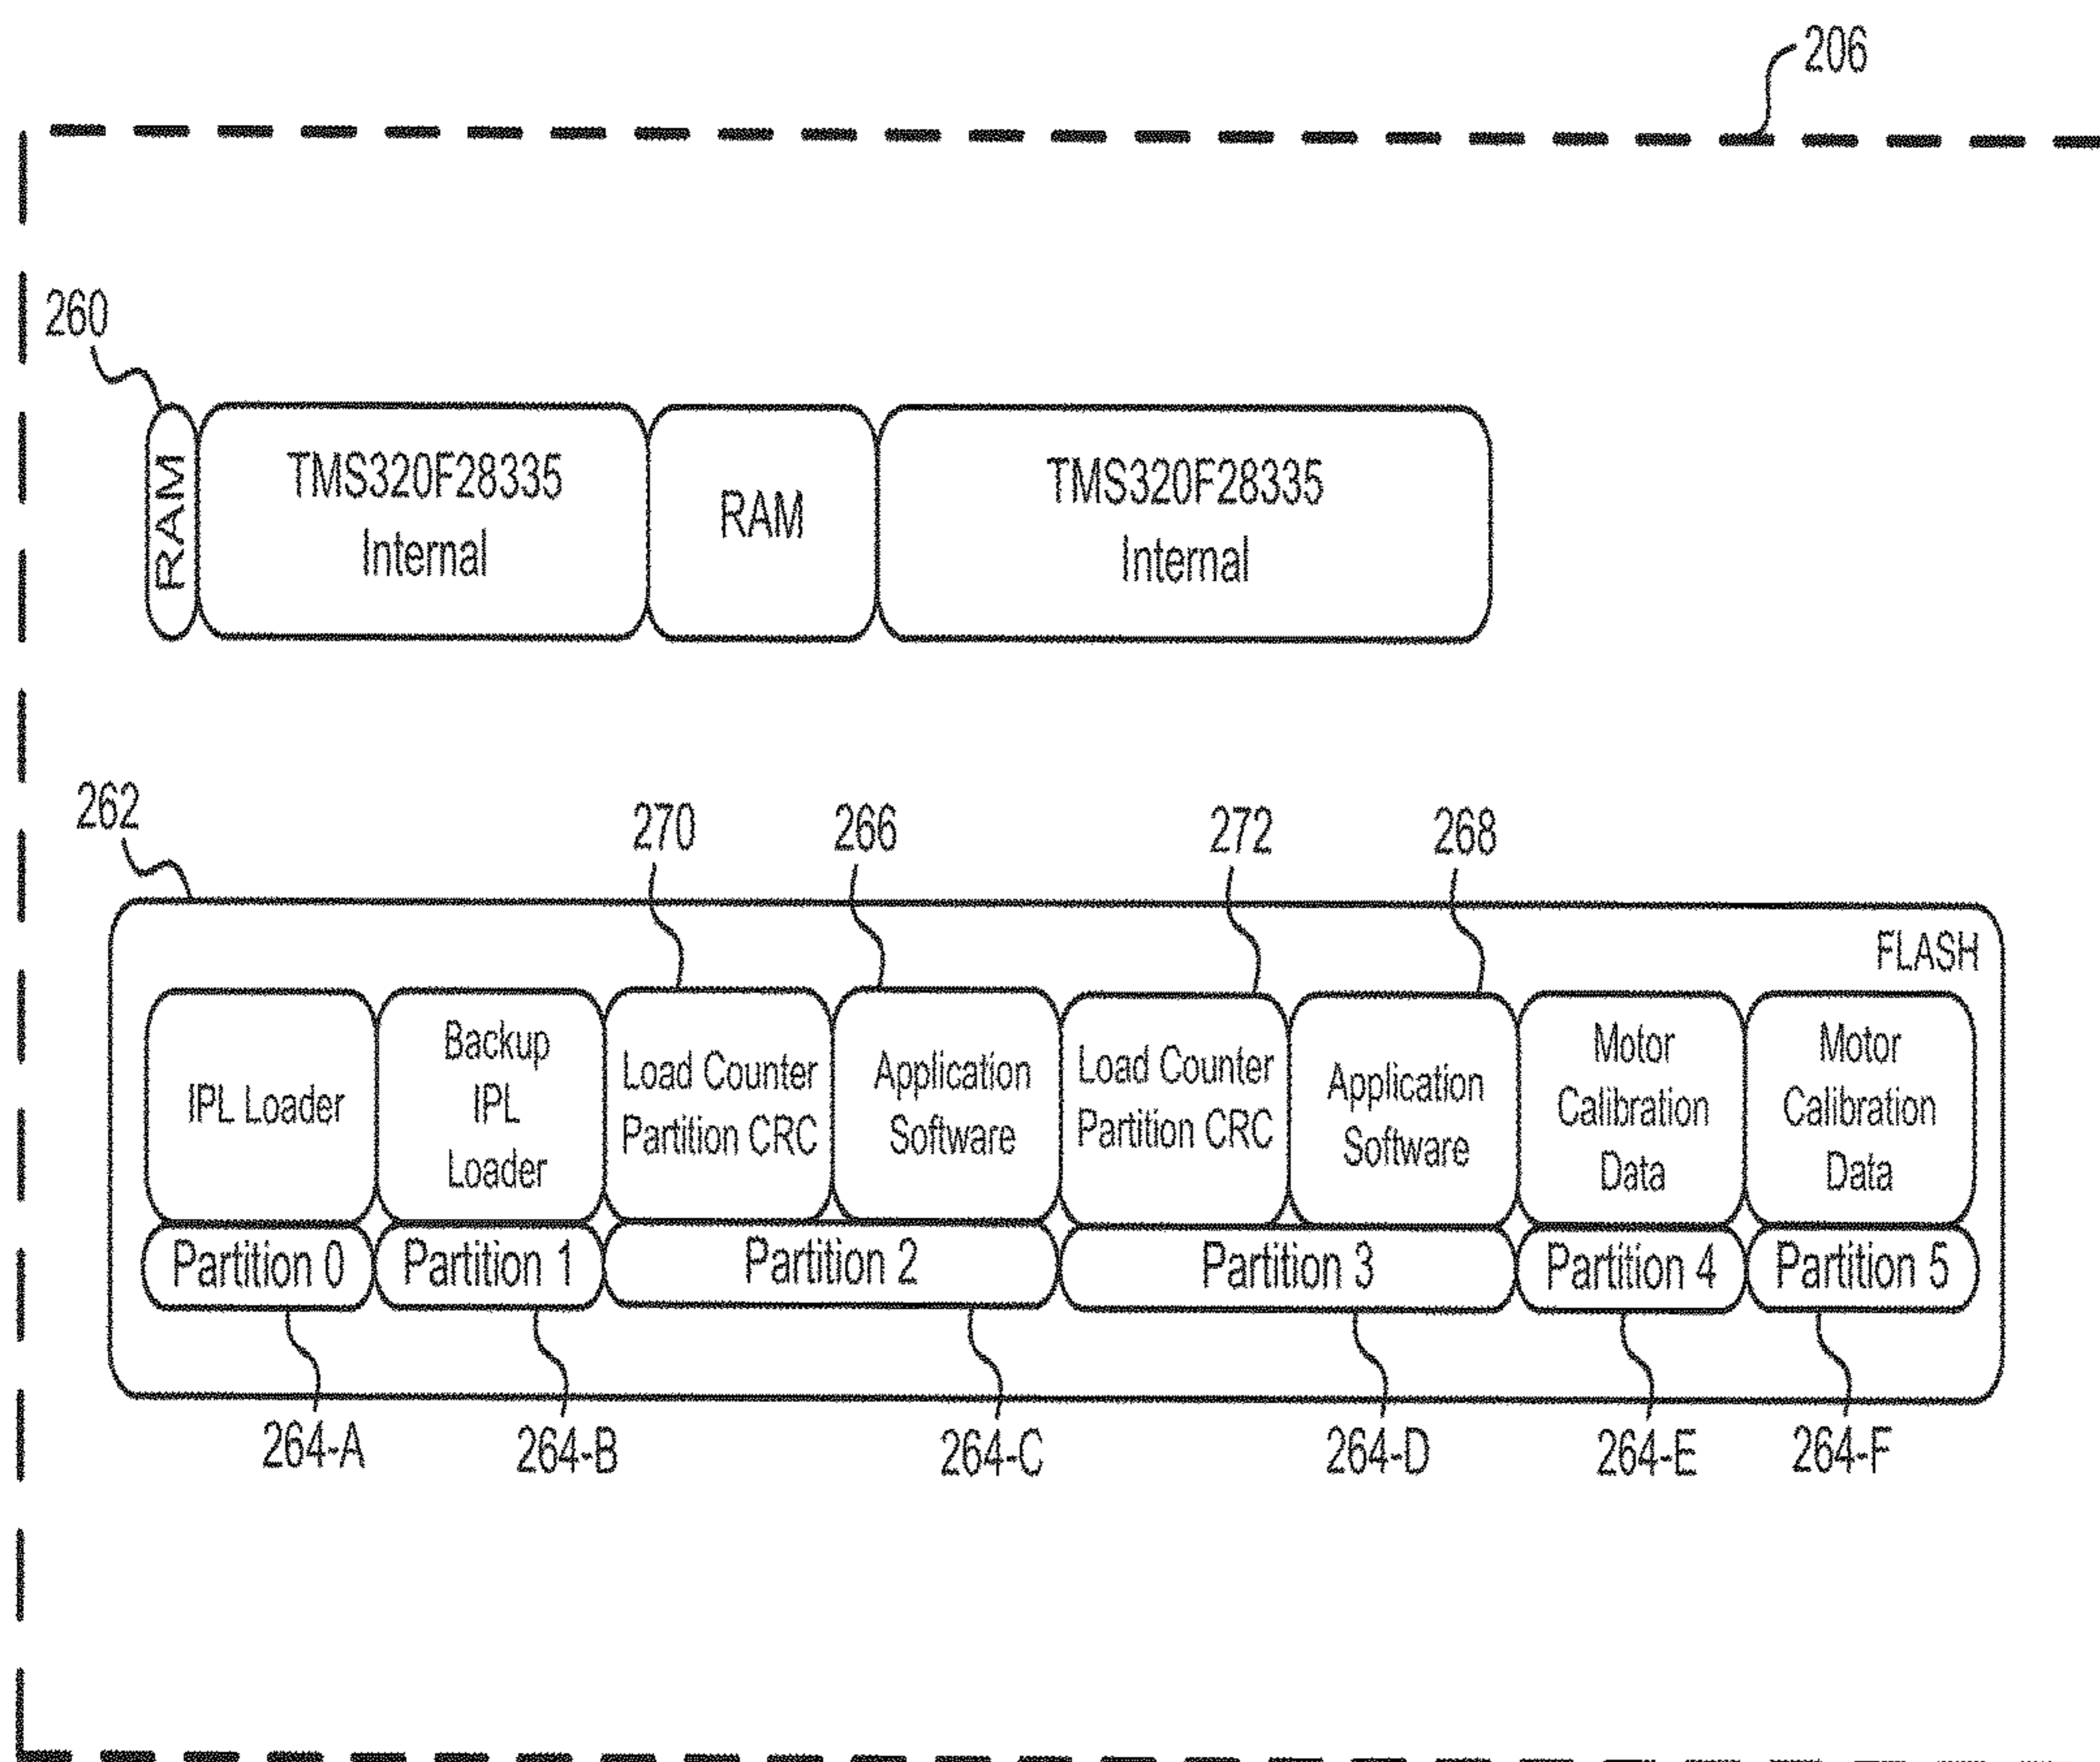 206
260
RAM
TMS320F28335
Internal
RAM
TMS320F28335
Internal
262
270
266
272
268
FLASH
IPL Loader
Backup
IPL
Loader
Load Counter
Partition CRC
Application
Software
Load Counter
Partition CRC
Application
Software
Motor
Calibration
Data
Motor
Calibration
Data
Partition 0
Partition 1
Partition 2
Partition 3
Partition 4
Partition 5
264-A
264-B
264-C
264-D
264-E
264-F